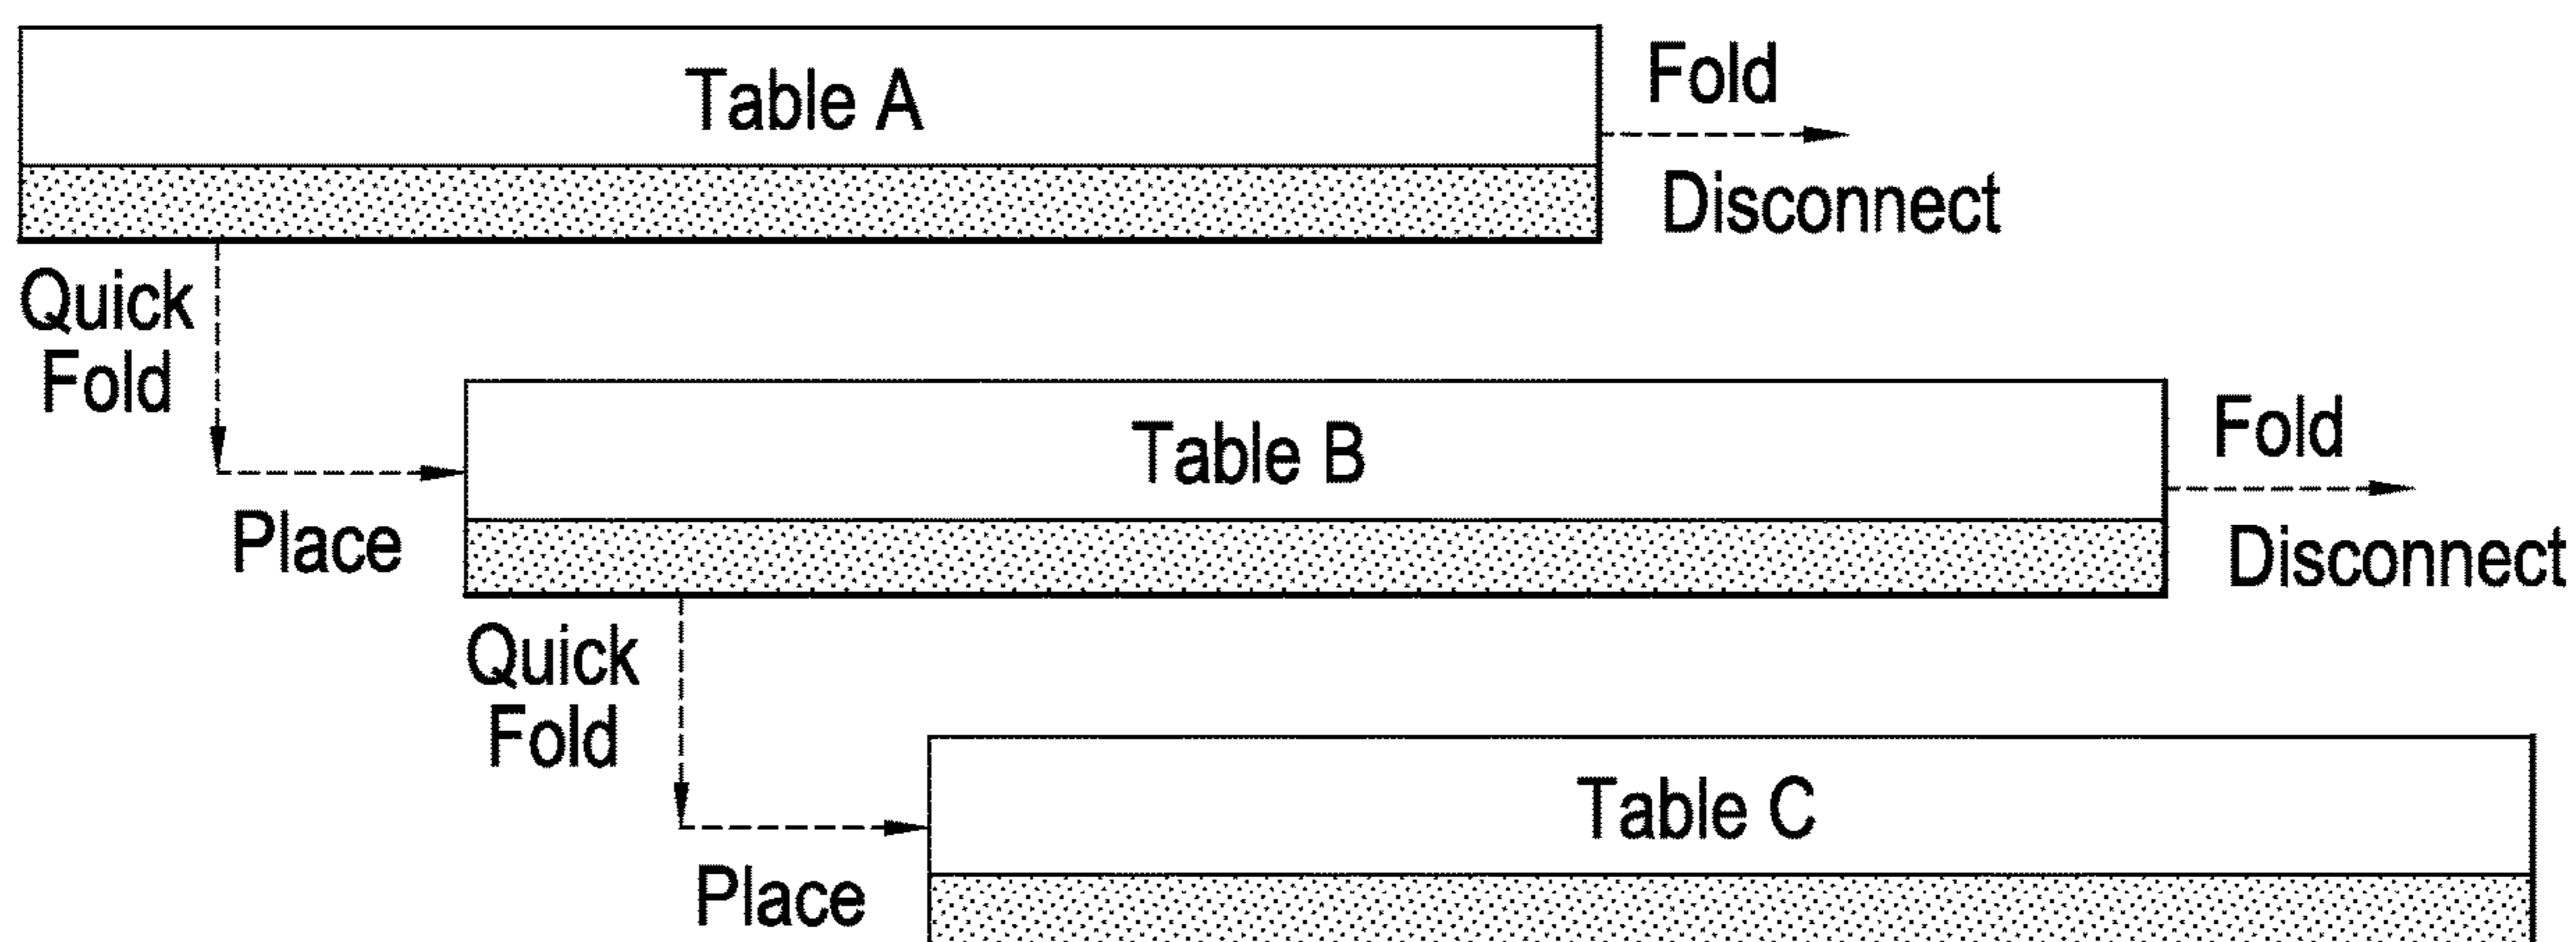 Table A
Fold
Disconnect
Quick
Fold
Place
Table B
Fold
Disconnect
Quick
Fold
Place
Table C